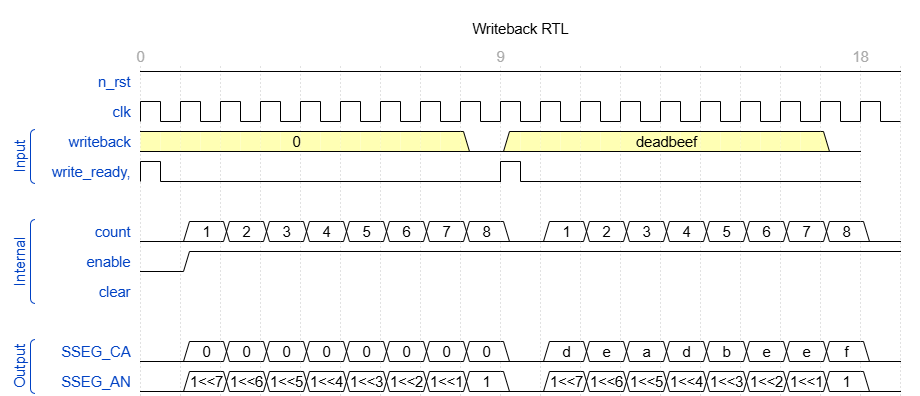 Writeback RTL
0 9 18
n_rst
clk
Input
writeback 0 deadbeef
write_ready,
Internal
count 1 2 3 4 5 6 7 8 1 2 3 4 5 6 7 8
enable
clear
Output
SSEG_CA 0 0 0 0 0 0 0 0 d e a d b e e f
SSEG_AN 1<<7 1<<6 1<<5 1<<4 1<<3 1<<2 1<<1 1 1<<7 1<<6 1<<5 1<<4 1<<3 1<<2 1<<1 1